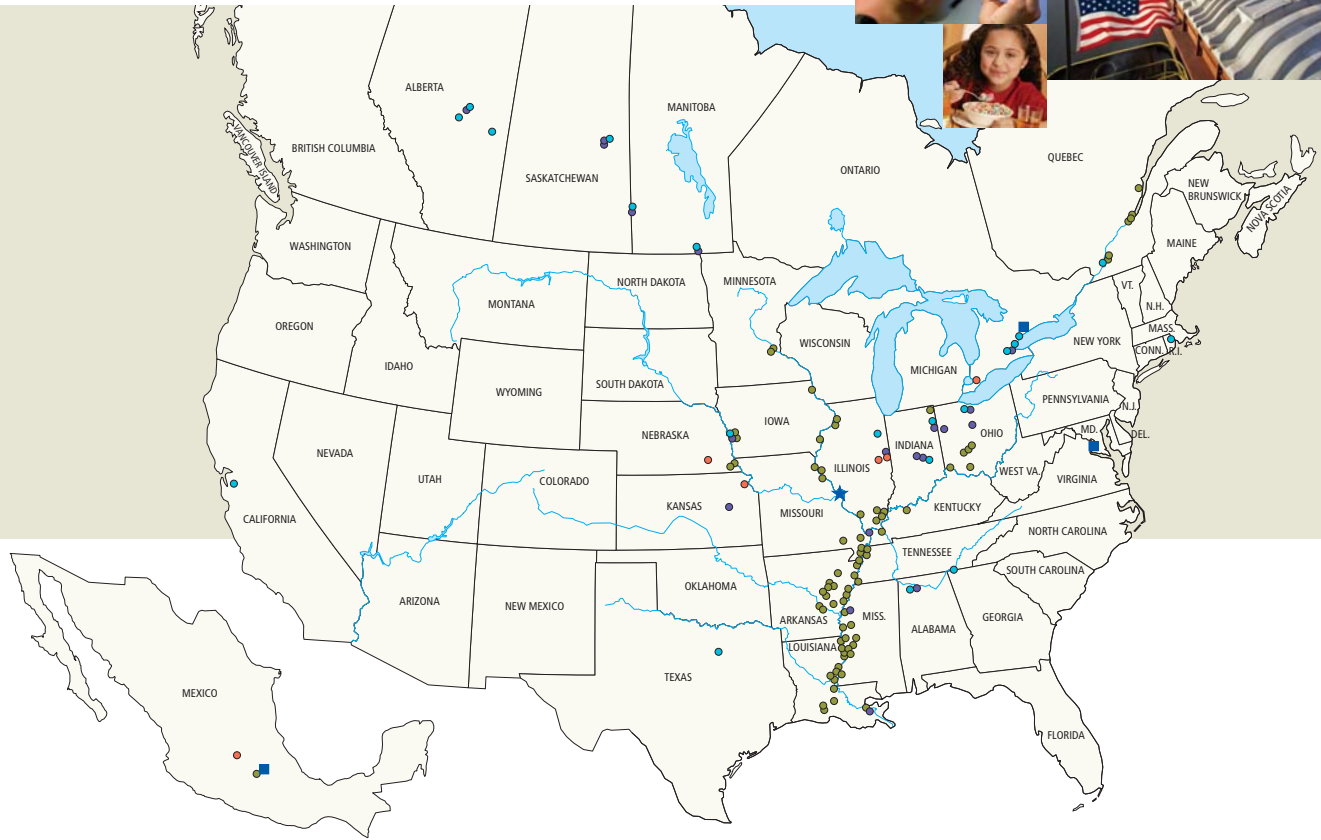 ALBERTA
MANITOBA
BRITISH COLUMBIA
VANCOUVER ISLAND
SASKATCHEWAN
ONTARIO
QUEBEC
NEW
BRUNSWICK
NOVA SCOTIA
WASHINGTON
MAINE
MONTANA
NORTH DAKOTA
MINNESOTA
VT.
N.H.
OREGON
IDAHO
WISCONSIN
MICHIGAN
NEW YORK
MASS.
CONN.
R.I.
WYOMING
SOUTH DAKOTA
IOWA
PENNSYLVANIA
N.J.
NEBRASKA
OHIO
MD.
DEL.
NEVADA
UTAH
COLORADO
ILLINOIS
INDIANA
WEST VA.
VIRGINIA
CALIFORNIA
KANSAS
MISSOURI
KENTUCKY
NORTH CAROLINA
TENNESSEE
SOUTH CAROLINA
ARIZONA
NEW MEXICO
OKLAHOMA
ARKANSAS
MISS.
ALABAMA
GEORGIA
LOUISIANA
TEXAS
MEXICO
FLORIDA